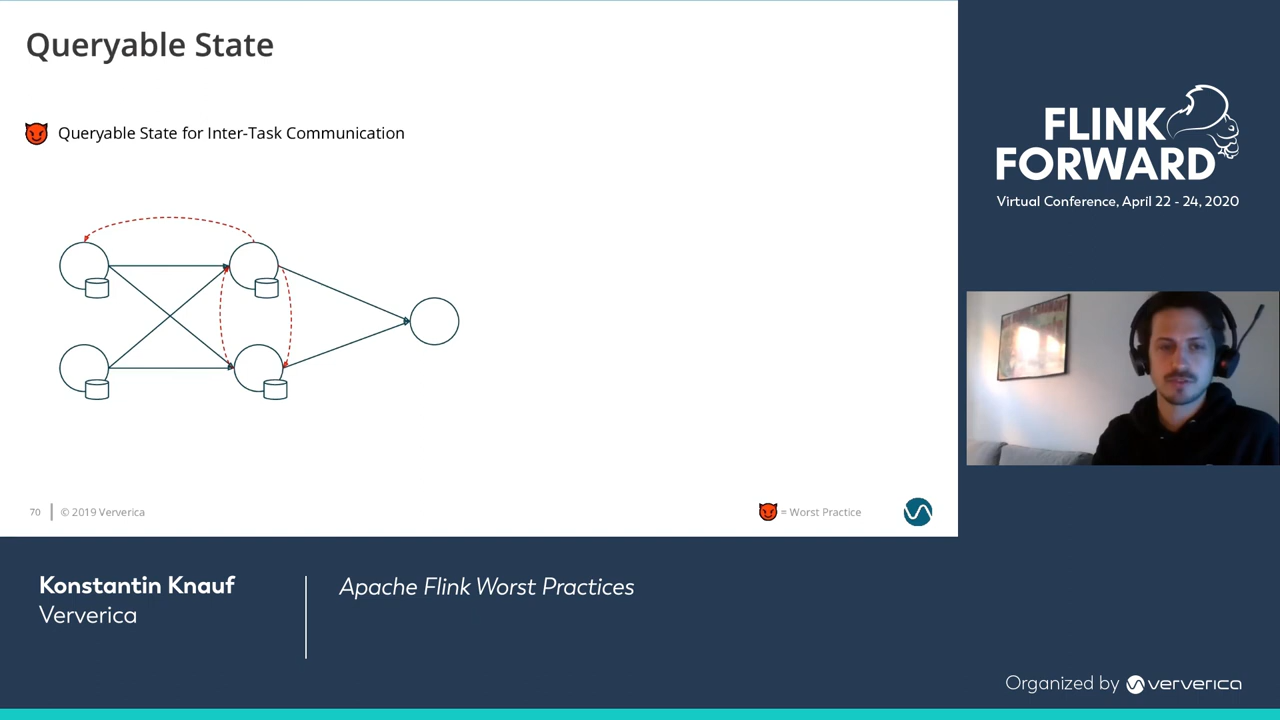 Queryable State
Queryable State for Inter-Task Communication
70
© 2019 Ververica
= Worst Practice
FLINK
FORWARD
Virtual Conference, April 22 - 24, 2020
Konstantin Knauf
Ververica
Apache Flink Worst Practices
Organized by ververica